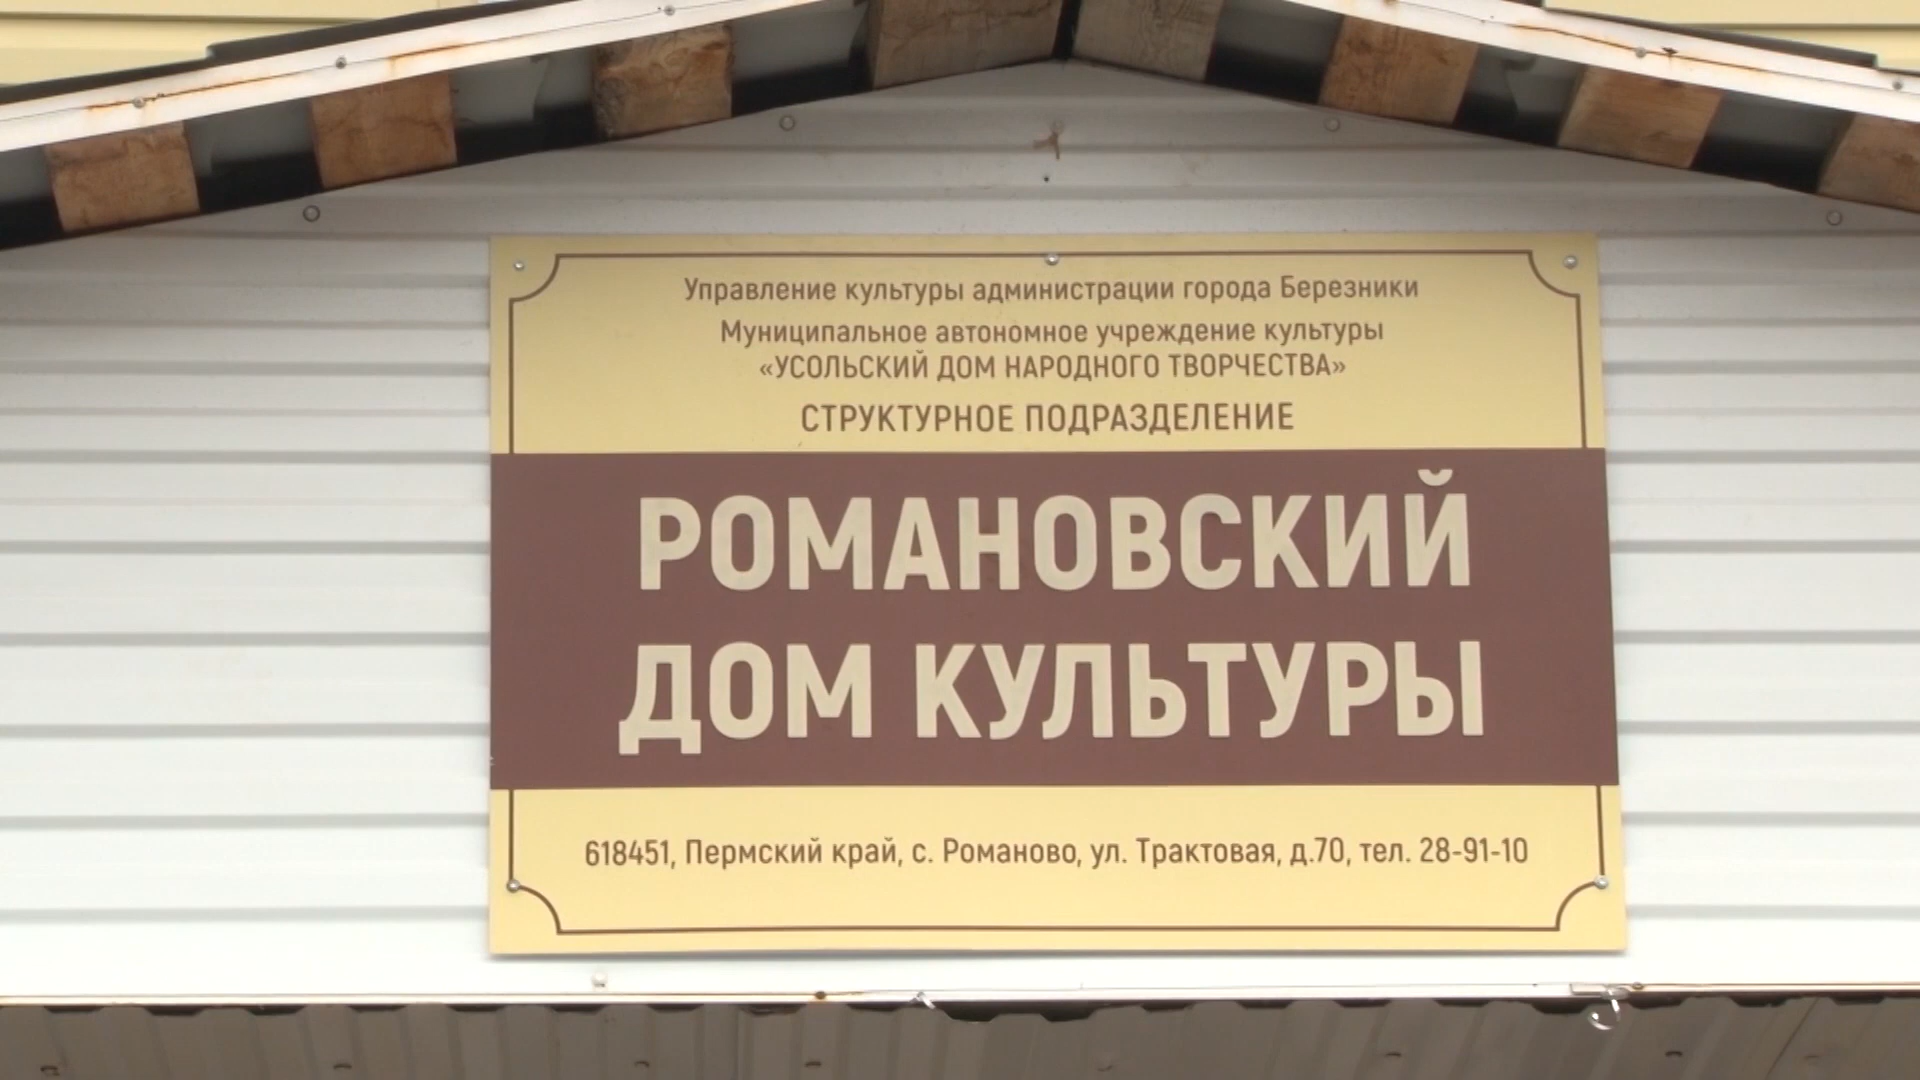 Управление культуры администрации города Березники
Муниципальное автономное учреждение культуры
«УСОЛЬСКИЙ ДОМ НАРОДНОГО ТВОРЧЕСТВА»
СТРУКТУРНОЕ ПОДРАЗДЕЛЕНИЕ
РОМАНОВСКИЙ
ДОМ КУЛЬТУРЫ
618451, Пермский край, с. Романово, ул. Трактовая, д.70, тел. 28-91-10